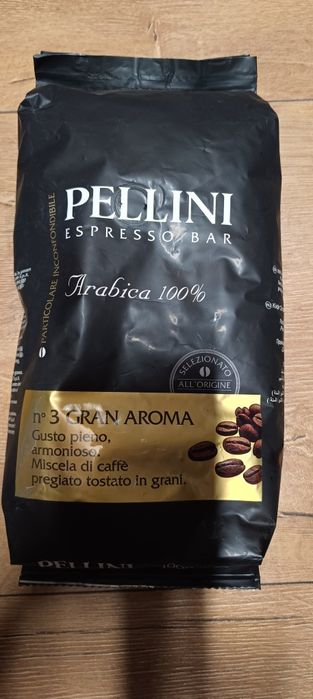 PELLINI
ESPRESSO BAR
PARTICOLARE INCONFONDIBILE
Arabica 100%
SELEZIONATO
ALL'ORIGINE
n° 3 GRAN AROMA
Gusto pieno,
armonioso.
Miscela di caffè
pregiato tostato in grani.
PELLINI